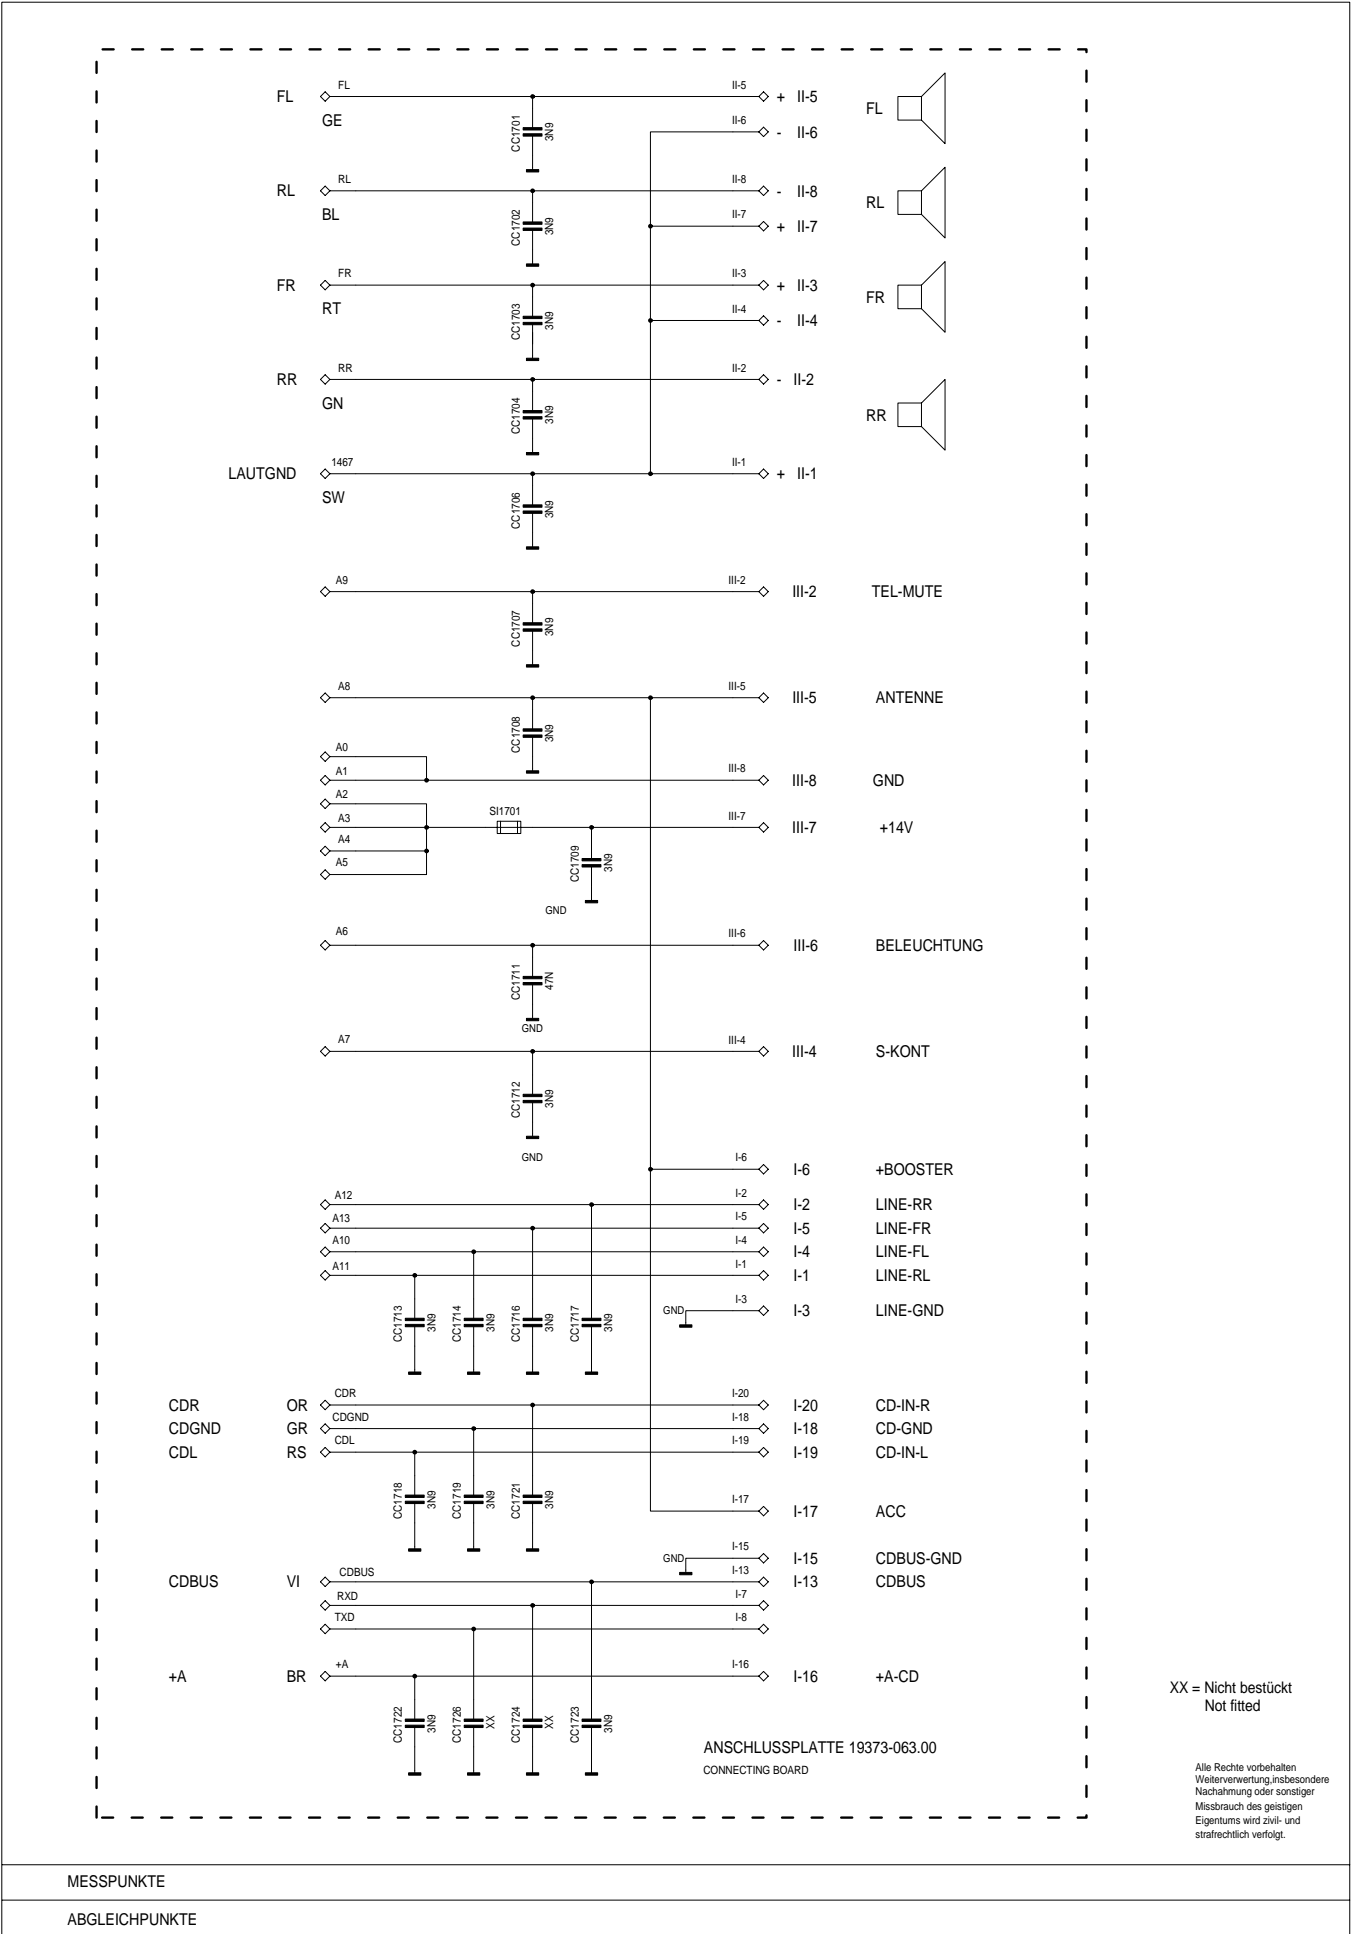 FL FL II-5 + II-5 FL
GE
CC1701 3N9
II-6 - II-6
RL RL II-8 - II-8 RL
BL
CC1702 3N9
II-7 + II-7
FR FR II-3 + II-3 FR
RT
CC1703 3N9
II-4 - II-4
RR RR II-2 - II-2
GN
CC1704 3N9
RR
LAUTGND 1467 II-1 + II-1
SW
CC1706 3N9
A9 III-2 III-2 TEL-MUTE
CC1707 3N9
A8 III-5 III-5 ANTENNE
CC1708 3N9
A0
A1 III-8 III-8 GND
A2
A3 SI1701 III-7 III-7 +14V
A4
A5
CC1709 3N9
GND
A6 III-6 III-6 BELEUCHTUNG
CC1711 47N
GND
A7 III-4 III-4 S-KONT
CC1712 3N9
GND
I-6 I-6 +BOOSTER
A12 I-2 I-2 LINE-RR
A13 I-5 I-5 LINE-FR
A10 I-4 I-4 LINE-FL
A11 I-1 I-1 LINE-RL
GND I-3 I-3 LINE-GND
CC1713 3N9 CC1714 3N9 CC1716 3N9 CC1717 3N9
CDR OR CDR I-20 I-20 CD-IN-R
CDGND GR CDGND I-18 I-18 CD-GND
CDL RS CDL I-19 I-19 CD-IN-L
CC1718 3N9 CC1719 3N9 CC1721 3N9
I-17 I-17 ACC
GND I-15 I-15 CDBUS-GND
CDBUS VI CDBUS I-13 I-13 CDBUS
RXD I-7
TXD I-8
+A BR +A I-16 I-16 +A-CD
CC1722 3N9 CC1726 XX CC1724 XX CC1723 3N9
XX = Nicht bestückt
Not fitted
ANSCHLUSSPLATTE 19373-063.00
CONNECTING BOARD
Alle Rechte vorbehalten
Weiterverwertung,insbesondere
Nachahmung oder sonstiger
Missbrauch des geistigen
Eigentums wird zivil- und
strafrechtlich verfolgt.
MESSPUNKTE
ABGLEICHPUNKTE